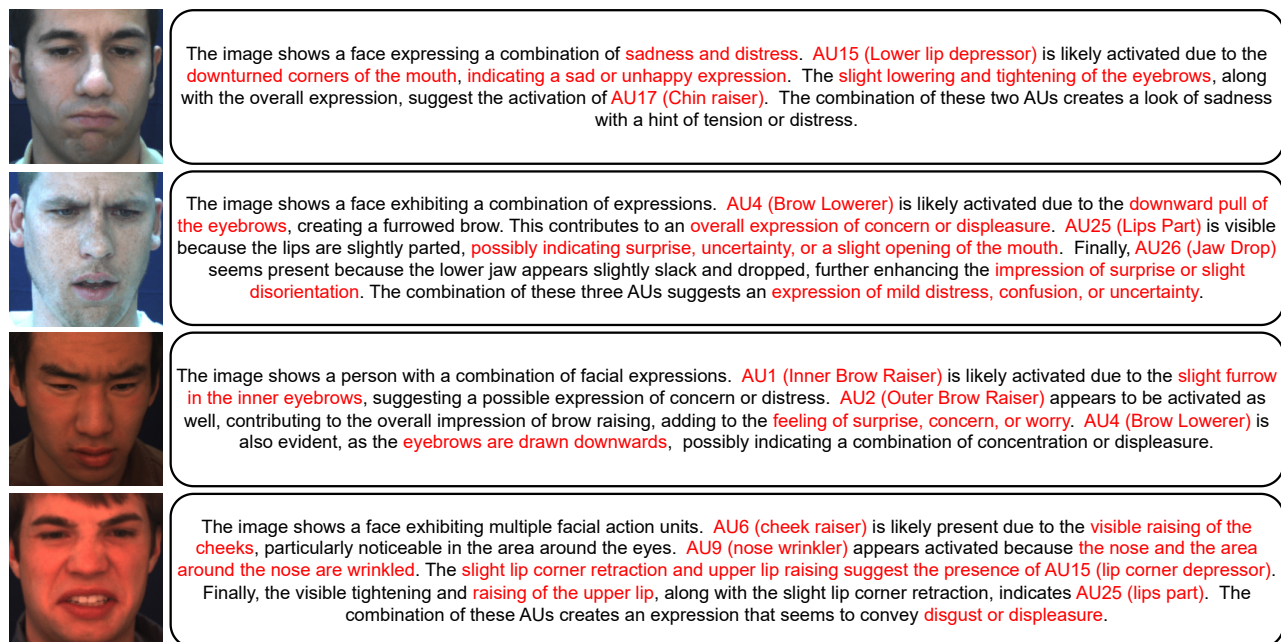 The image shows a face expressing a combination of sadness and distress. AU15 (Lower lip depressor) is likely activated due to the
downturned corners of the mouth, indicating a sad or unhappy expression. The slight lowering and tightening of the eyebrows, along
with the overall expression, suggest the activation of AU17 (Chin raiser). The combination of these two AUs creates a look of sadness
with a hint of tension or distress.
The image shows a face exhibiting a combination of expressions. AU4 (Brow Lowerer) is likely activated due to the downward pull of
the eyebrows, creating a furrowed brow. This contributes to an overall expression of concern or displeasure. AU25 (Lips Part) is visible
because the lips are slightly parted, possibly indicating surprise, uncertainty, or a slight opening of the mouth. Finally, AU26 (Jaw Drop)
seems present because the lower jaw appears slightly slack and dropped, further enhancing the impression of surprise or slight
disorientation. The combination of these three AUs suggests an expression of mild distress, confusion, or uncertainty.
The image shows a person with a combination of facial expressions. AU1 (Inner Brow Raiser) is likely activated due to the slight furrow
in the inner eyebrows, suggesting a possible expression of concern or distress. AU2 (Outer Brow Raiser) appears to be activated as
well, contributing to the overall impression of brow raising, adding to the feeling of surprise, concern, or worry. AU4 (Brow Lowerer) is
also evident, as the eyebrows are drawn downwards, possibly indicating a combination of concentration or displeasure.
The image shows a face exhibiting multiple facial action units. AU6 (cheek raiser) is likely present due to the visible raising of the
cheeks, particularly noticeable in the area around the eyes. AU9 (nose wrinkler) appears activated because the nose and the area
around the nose are wrinkled. The slight lip corner retraction and upper lip raising suggest the presence of AU15 (lip corner depressor).
Finally, the visible tightening and raising of the upper lip, along with the slight lip corner retraction, indicates AU25 (lips part). The
combination of these AUs creates an expression that seems to convey disgust or displeasure.